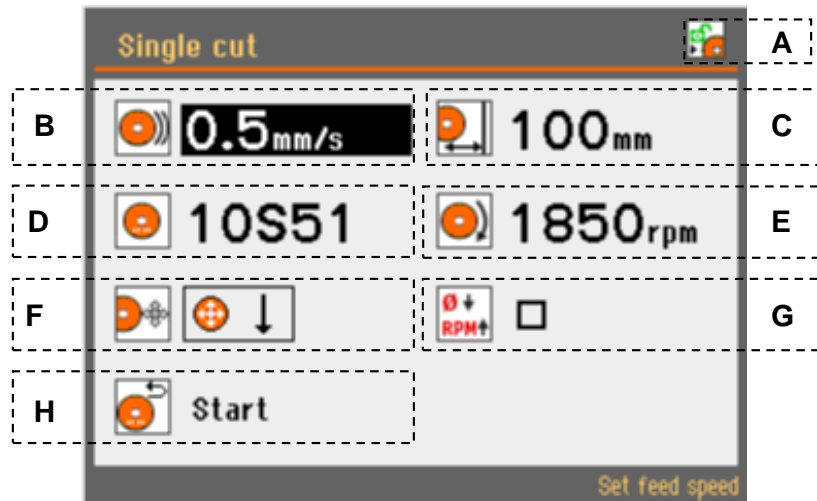 Single cut
A
B
0.5mm/s
100mm
C
D
10S51
1850rpm
E
F
Ø
RPM
G
H
Start
Set feed speed